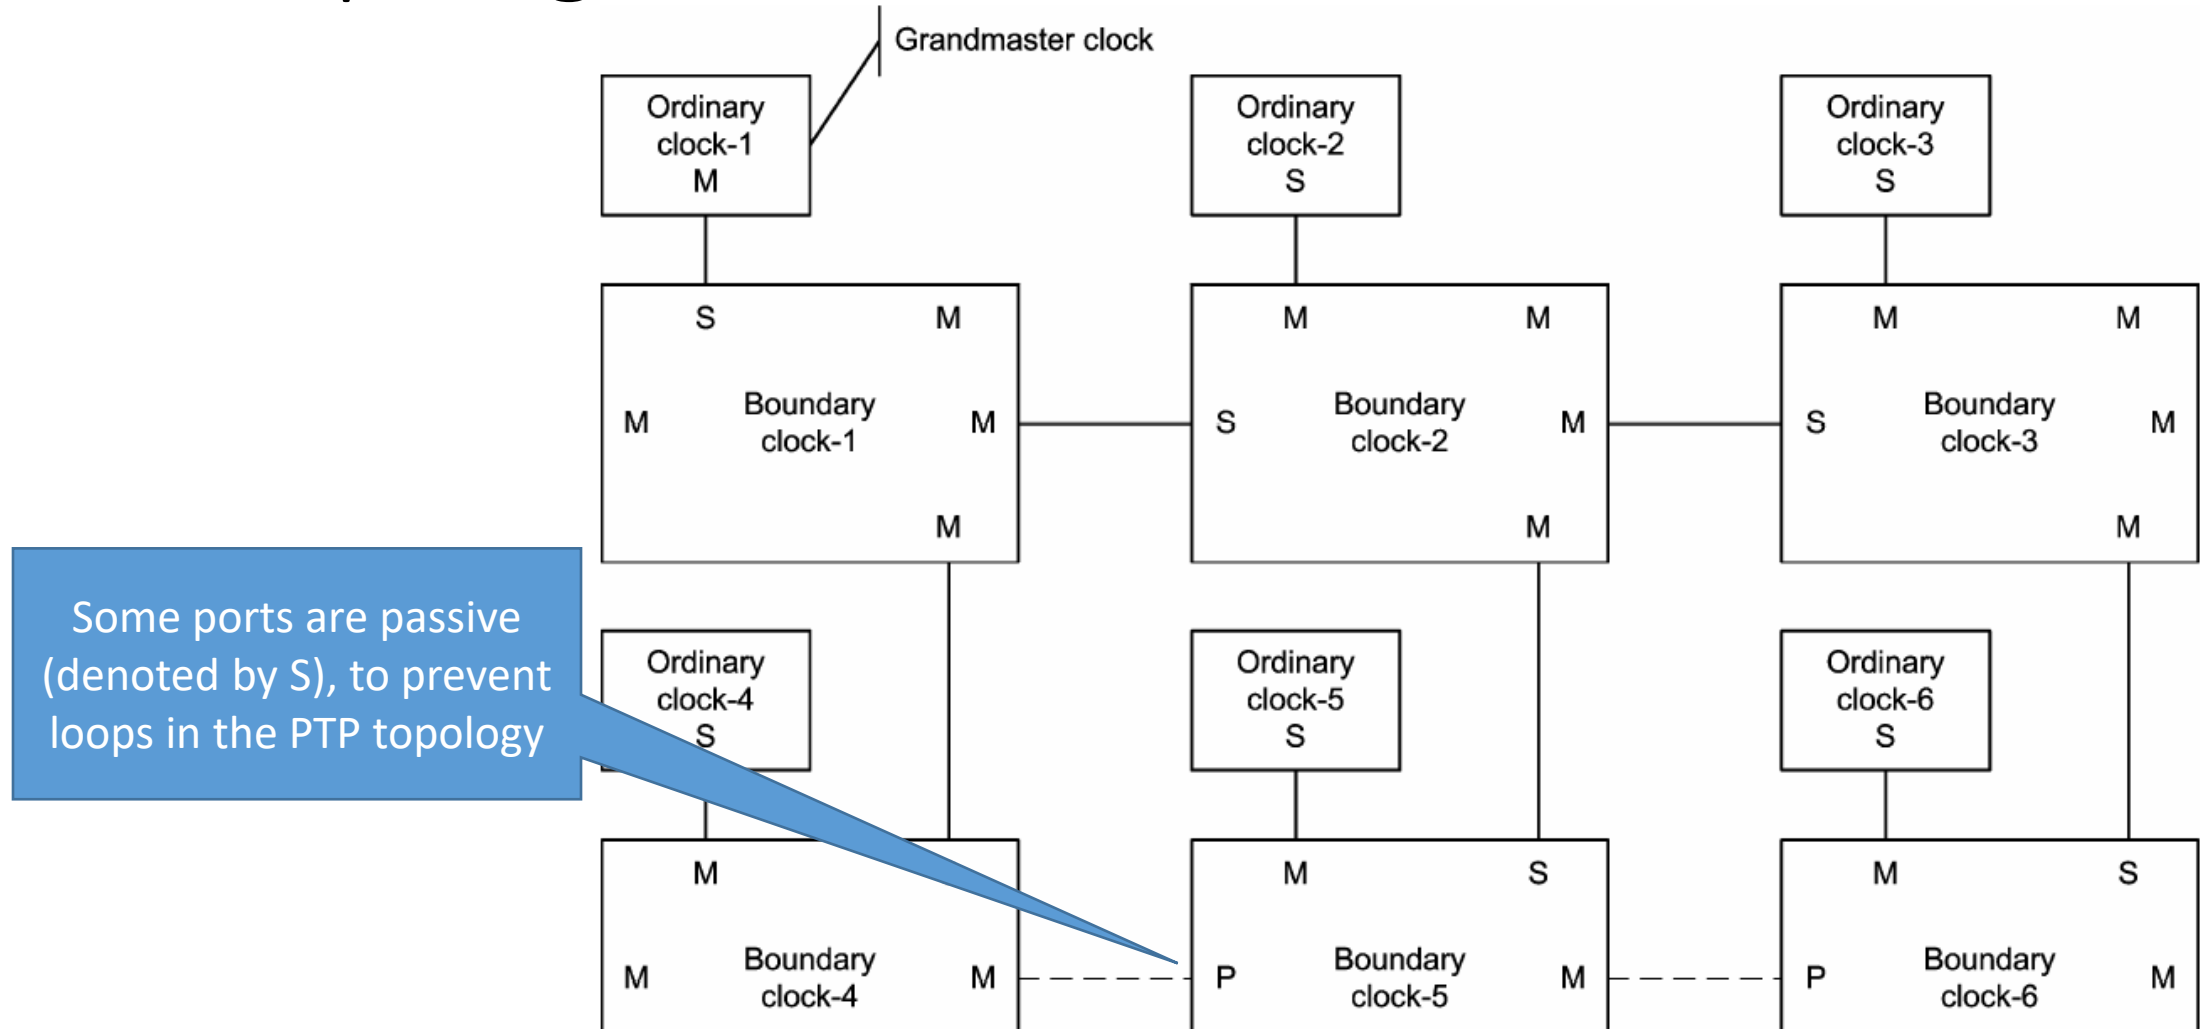 Grandmaster clock
Ordinary
clock-1
M
Ordinary
clock-2
S
Ordinary
clock-3
S
S M
M Boundary M
clock-1
M
M M
S Boundary M
clock-2
M
M M
S Boundary M
clock-3
M
Some ports are passive
(denoted by S), to prevent
loops in the PTP topology
Ordinary
clock-4
S
Ordinary
clock-5
S
Ordinary
clock-6
S
M
M Boundary M
clock-4
M S
P Boundary M
clock-5
M S
P Boundary M
clock-6